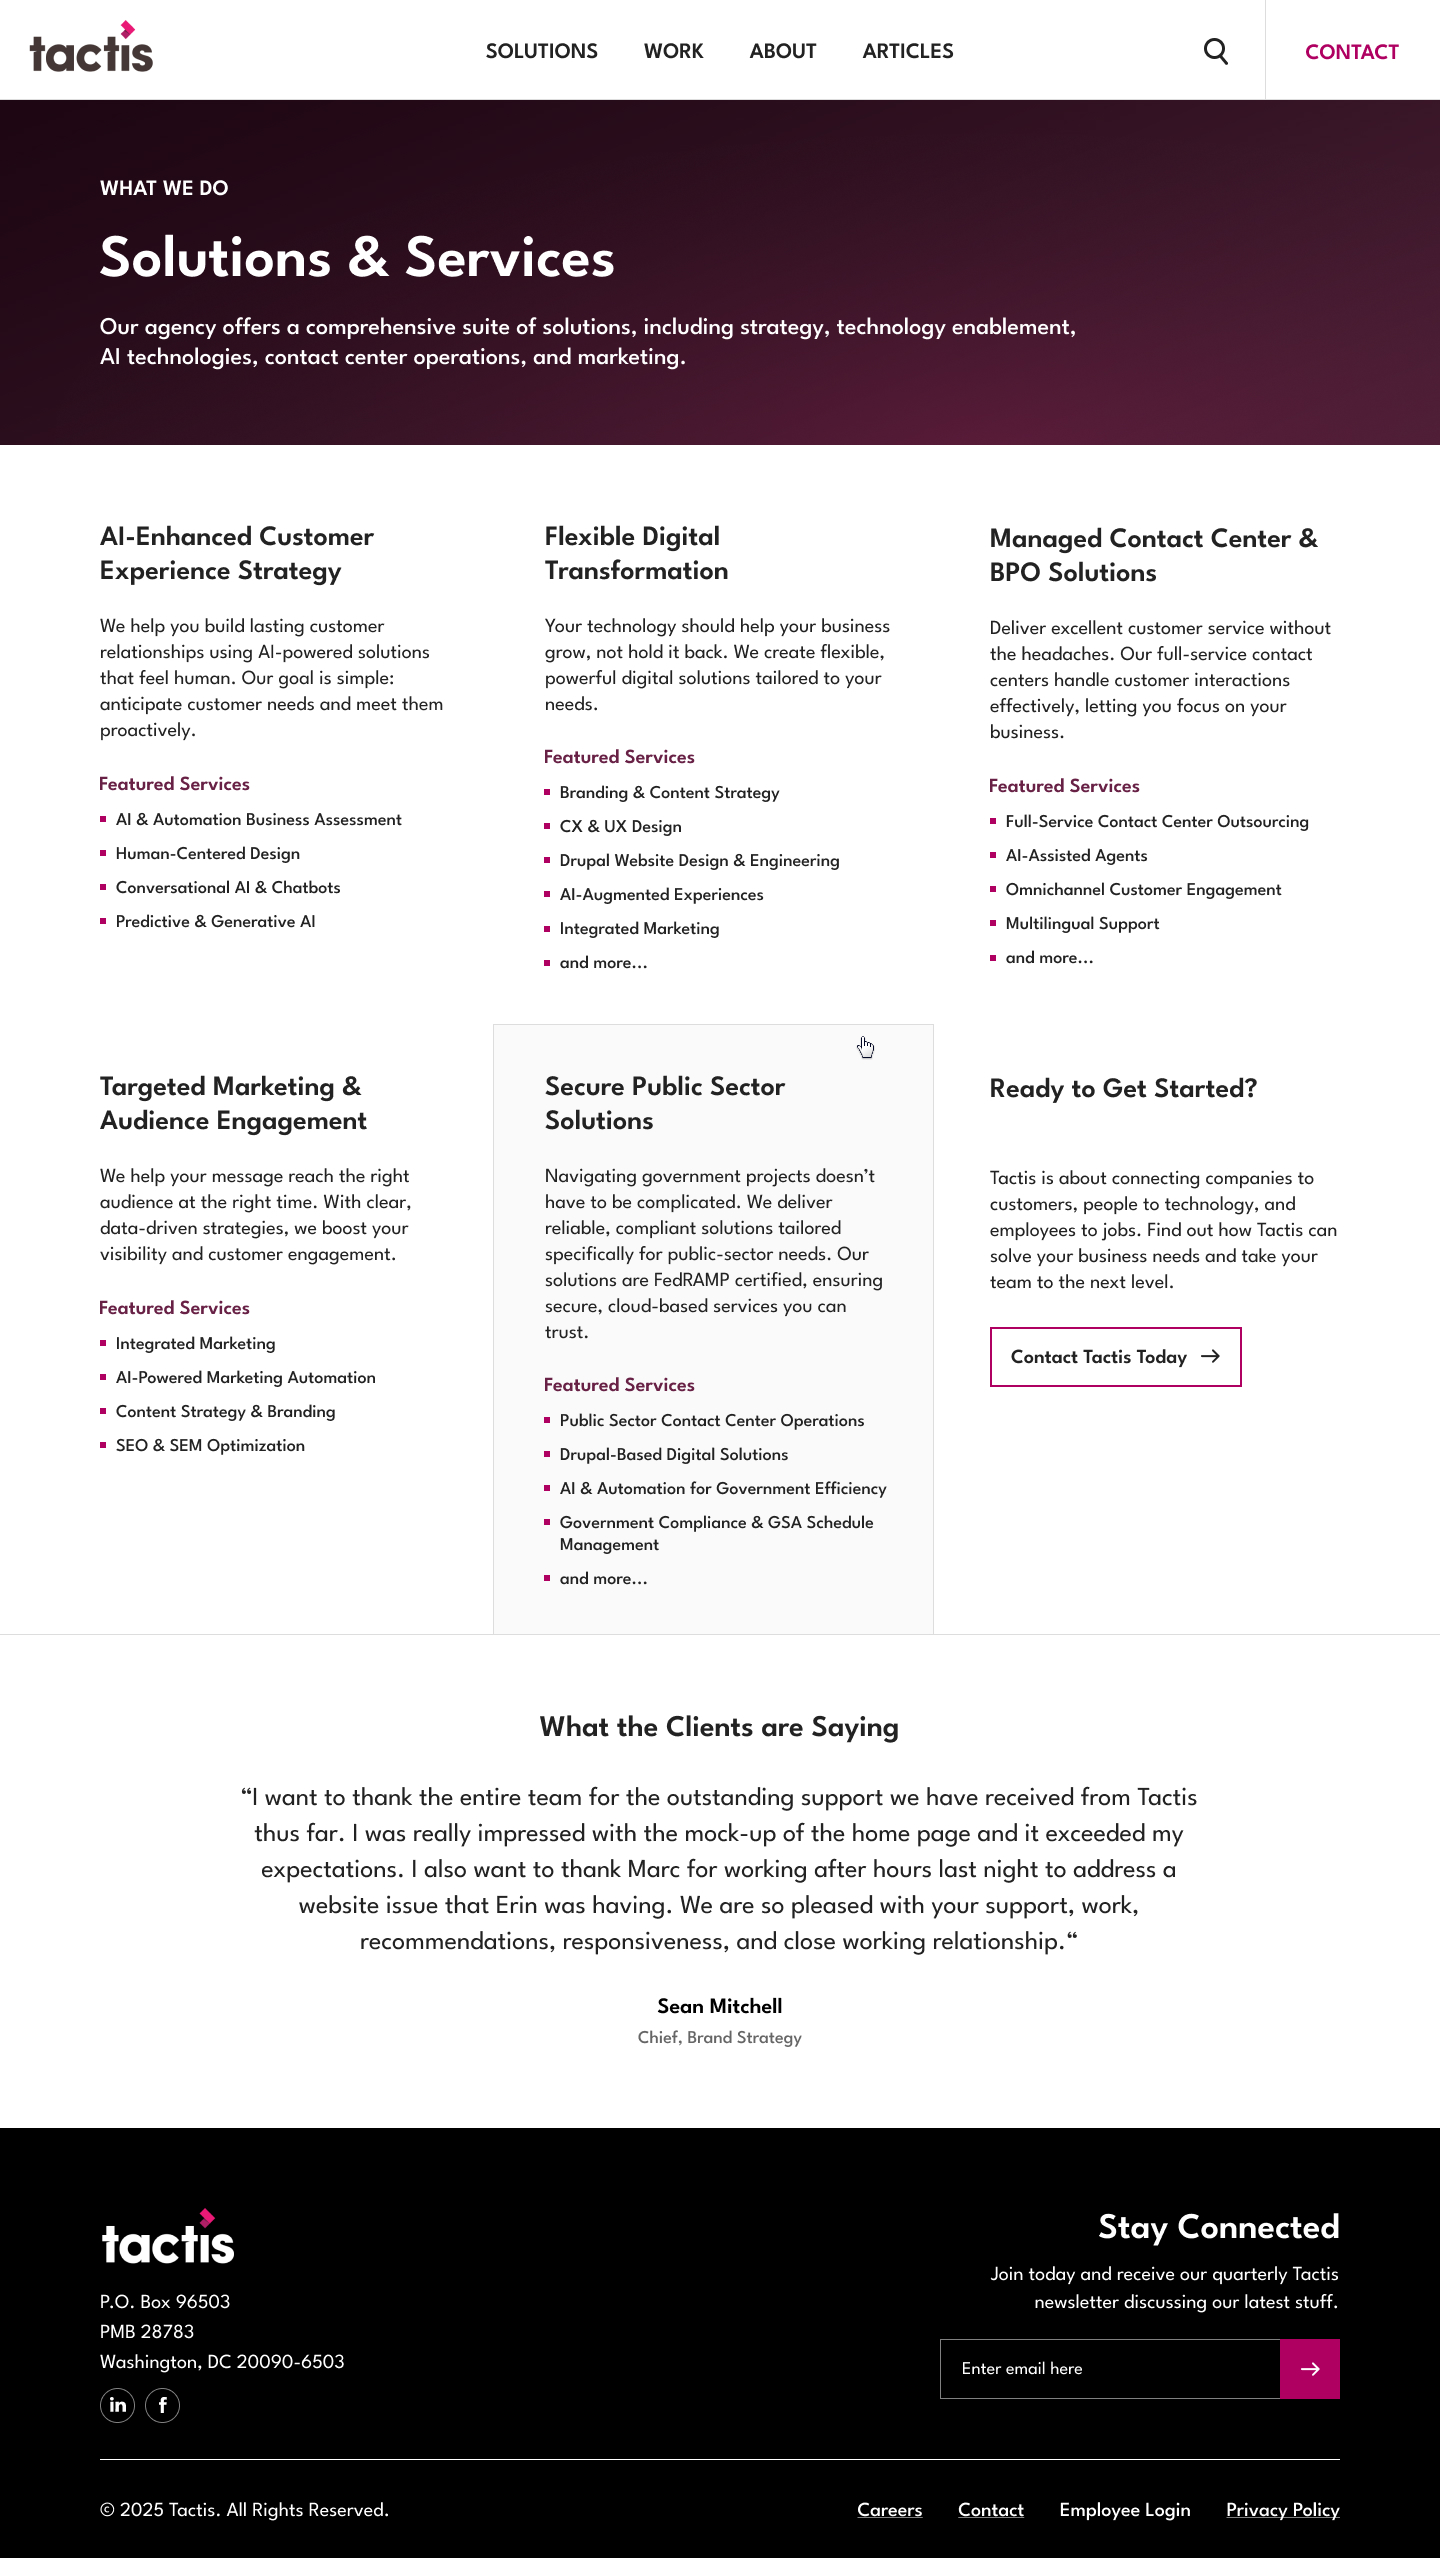 tactis
SOLUTIONS
WORK
ABOUT
ARTICLES
CONTACT
WHAT WE DO
Solutions & Services
Our agency offers a comprehensive suite of solutions, including strategy, technology enablement,
AI technologies, contact center operations, and marketing.
AI-Enhanced Customer
Experience Strategy
We help you build lasting customer
relationships using AI-powered solutions
that feel human. Our goal is simple:
anticipate customer needs and meet them
proactively.
Featured Services
AI & Automation Business Assessment
Human-Centered Design
Conversational AI & Chatbots
Predictive & Generative AI
Flexible Digital
Transformation
Your technology should help your business
grow, not hold it back. We create flexible,
powerful digital solutions tailored to your
needs.
Featured Services
Branding & Content Strategy
CX & UX Design
Drupal Website Design & Engineering
AI-Augmented Experiences
Integrated Marketing
and more...
Managed Contact Center &
BPO Solutions
Deliver excellent customer service without
the headaches. Our full-service contact
centers handle customer interactions
effectively, letting you focus on your
business.
Featured Services
Full-Service Contact Center Outsourcing
AI-Assisted Agents
Omnichannel Customer Engagement
Multilingual Support
and more...
Targeted Marketing &
Audience Engagement
We help your message reach the right
audience at the right time. With clear,
data-driven strategies, we boost your
visibility and customer engagement.
Featured Services
Integrated Marketing
AI-Powered Marketing Automation
Content Strategy & Branding
SEO & SEM Optimization
Secure Public Sector
Solutions
Navigating government projects doesn’t
have to be complicated. We deliver
reliable, compliant solutions tailored
specifically for public-sector needs. Our
solutions are FedRAMP certified, ensuring
secure, cloud-based services you can
trust.
Featured Services
Public Sector Contact Center Operations
Drupal-Based Digital Solutions
AI & Automation for Government Efficiency
Government Compliance & GSA Schedule
Management
and more...
Ready to Get Started?
Tactis is about connecting companies to
customers, people to technology, and
employees to jobs. Find out how Tactis can
solve your business needs and take your
team to the next level.
Contact Tactis Today
What the Clients are Saying
“I want to thank the entire team for the outstanding support we have received from Tactis
thus far. I was really impressed with the mock-up of the home page and it exceeded my
expectations. I also want to thank Marc for working after hours last night to address a
website issue that Erin was having. We are so pleased with your support, work,
recommendations, responsiveness, and close working relationship.“
Sean Mitchell
Chief, Brand Strategy
tactis
P.O. Box 96503
PMB 28783
Washington, DC 20090-6503
in
f
Stay Connected
Join today and receive our quarterly Tactis
newsletter discussing our latest stuff.
Enter email here
© 2025 Tactis. All Rights Reserved.
Careers
Contact
Employee Login
Privacy Policy